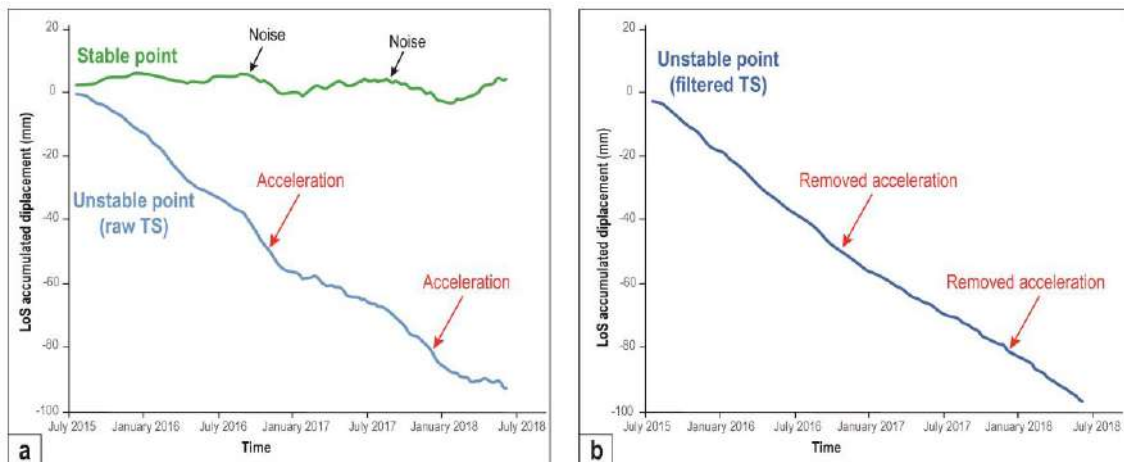 20
0
-20
-40
-60
-80
-100
LoS accumulated diplacement (mm)
Stable point
Noise
Noise
Unstable point
(raw TS)
Acceleration
Acceleration
July 2015 January 2016 July 2016 January 2017 July 2017 January 2018 July 2018
Time
a
20
0
-20
-40
-60
-80
-100
LoS accumulated diplacement (mm)
Unstable point
(filtered TS)
Removed acceleration
Removed acceleration
July 2015 January 2016 July 2016 January 2017 July 2017 January 2018 July 2018
Time
b